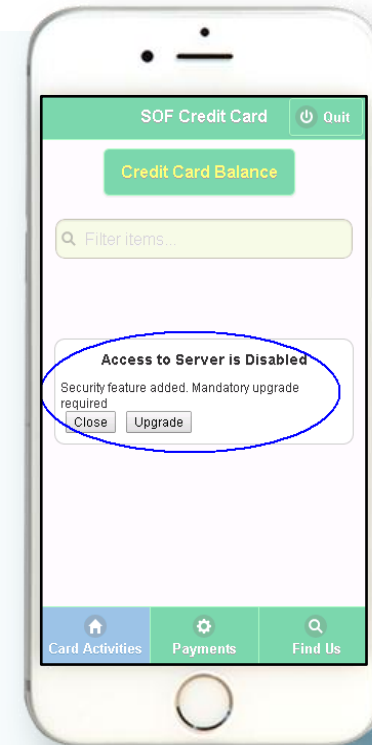 SOF Credit Card
Quit
Credit Card Balance
Filter items...
Access to Server is Disabled
Security feature added. Mandatory upgrade
required
Close Upgrade
Card Activities Payments Find Us